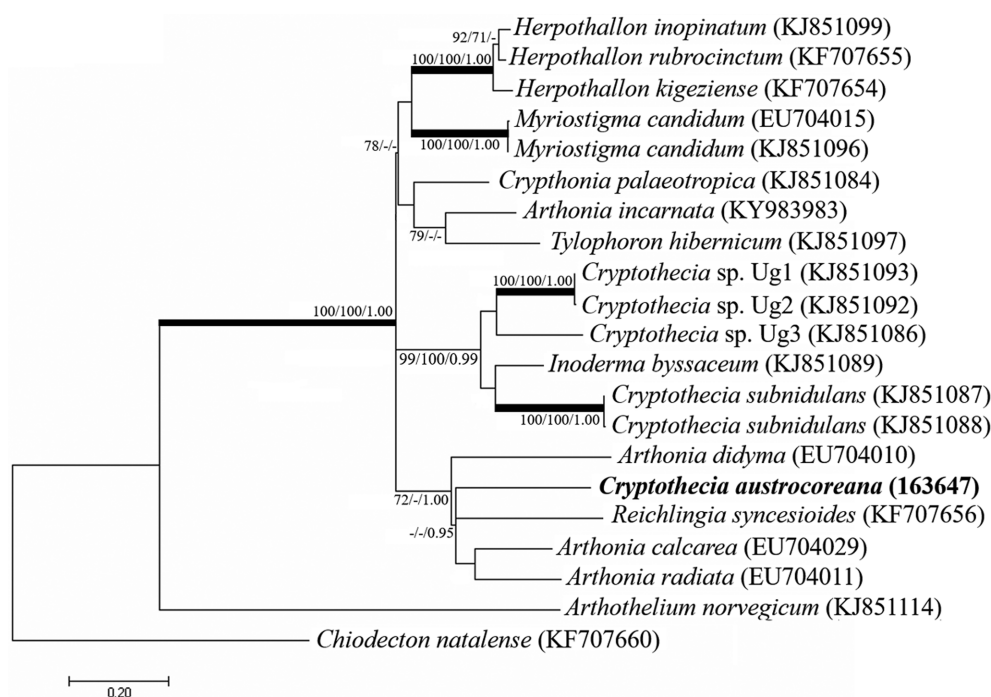 Herpothallon inopinatum (KJ851099)
92/71/-
Herpothallon rubrocinctum (KF707655)
100/100/1.00
Herpothallon kigeziense (KF707654)
Myriostigma candidum (EU704015)
100/100/1.00
78/-/-
Myriostigma candidum (KJ851096)
Crypthonia palaeotropica (KJ851084)
Arthonia incarnata (KY983983)
79/-/-
Tylophoron hibernicum (KJ851097)
100/100/1.00
Cryptothecia sp. Ug1 (KJ851093)
Cryptothecia sp. Ug2 (KJ851092)
100/100/1.00
Cryptothecia sp. Ug3 (KJ851086)
99/100/0.99
Inoderma byssaceum (KJ851089)
Cryptothecia subnidulans (KJ851087)
100/100/1.00
Cryptothecia subnidulans (KJ851088)
Arthonia didyma (EU704010)
72/-/1.00
Cryptothecia austrocoreana (163647)
Reichlingia syncesioides (KF707656)
-/-/0.95
Arthonia calcarea (EU704029)
Arthonia radiata (EU704011)
Arthothelium norvegicum (KJ851114)
Chiodecton natalense (KF707660)
0.20